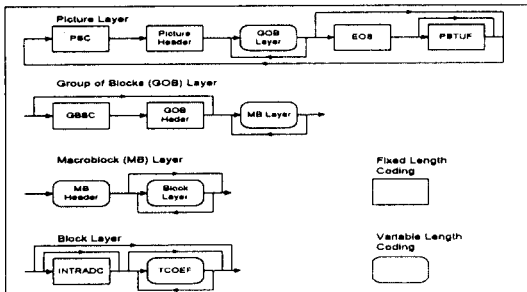 Picture Layer
PSC
Picture
Header
GOB
Layer
EOS
PSTUF
Group of Blocks (GOB) Layer
GBSC
GOB
Heder
MB Layer
Macroblock (MB) Layer
MB
Header
Block
Layer
Fixed Length
Coding
Block Layer
INTRADC
TCOEF
Variable Length
Coding